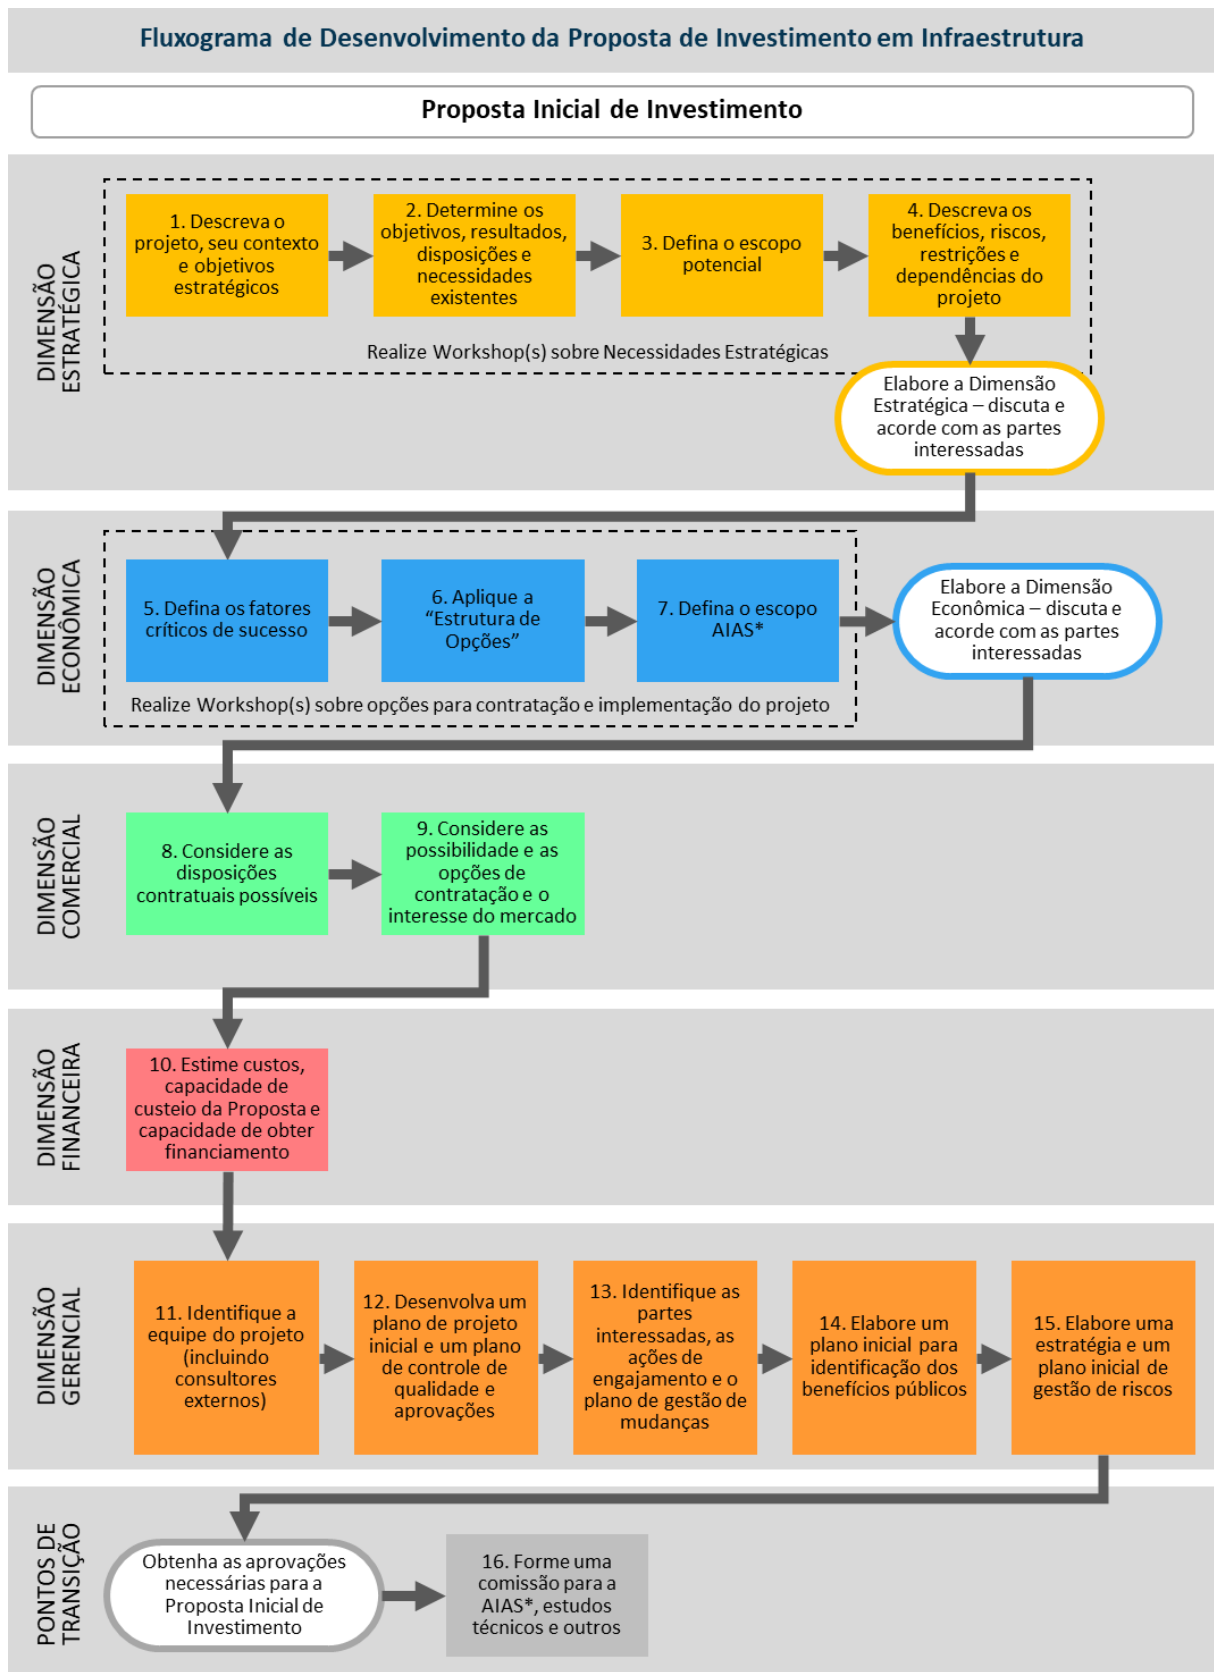 Fluxograma de Desenvolvimento da Proposta de Investimento em Infraestrutura
Proposta Inicial de Investimento
DIMENSÃO
ESTRATÉGICA
1. Descreva o
projeto, seu contexto
e objetivos
estratégicos
2. Determine os
objetivos, resultados,
disposições e
necessidades
existentes
3. Defina o escopo
potencial
4. Descreva os
benefícios, riscos,
restrições e
dependências do
projeto
Realize Workshop(s) sobre Necessidades Estratégicas
Elabore a Dimensão
Estratégica – discuta e
acorde com as partes
interessadas
DIMENSÃO
ECONÔMICA
5. Defina os fatores
críticos de sucesso
6. Aplique a
“Estrutura de
Opções”
7. Defina o escopo
AIAS*
Elabore a Dimensão
Econômica – discuta e
acorde com as partes
interessadas
Realize Workshop(s) sobre opções para contratação e implementação do projeto
DIMENSÃO
COMERCIAL
8. Considere as
disposições
contratuais possíveis
9. Considere as
possibilidade e as
opções de
contratação e o
interesse do mercado
DIMENSÃO
FINANCEIRA
10. Estime custos,
capacidade de
custeio da Proposta e
capacidade de obter
financiamento
DIMENSÃO
GERENCIAL
11. Identifique a
equipe do projeto
(incluindo
consultores
externos)
12. Desenvolva um
plano de projeto
inicial e um plano
de controle de
qualidade e
aprovações
13. Identifique as
partes
interessadas, as
ações de
engajamento e o
plano de gestão de
mudanças
14. Elabore um
plano inicial para
identificação dos
benefícios públicos
15. Elabore uma
estratégia e um
plano inicial de
gestão de riscos
PONTOS DE
TRANSIÇÃO
Obtenha as aprovações
necessárias para a
Proposta Inicial de
Investimento
16. Forme uma
comissão para a
AIAS*, estudos
técnicos e outros